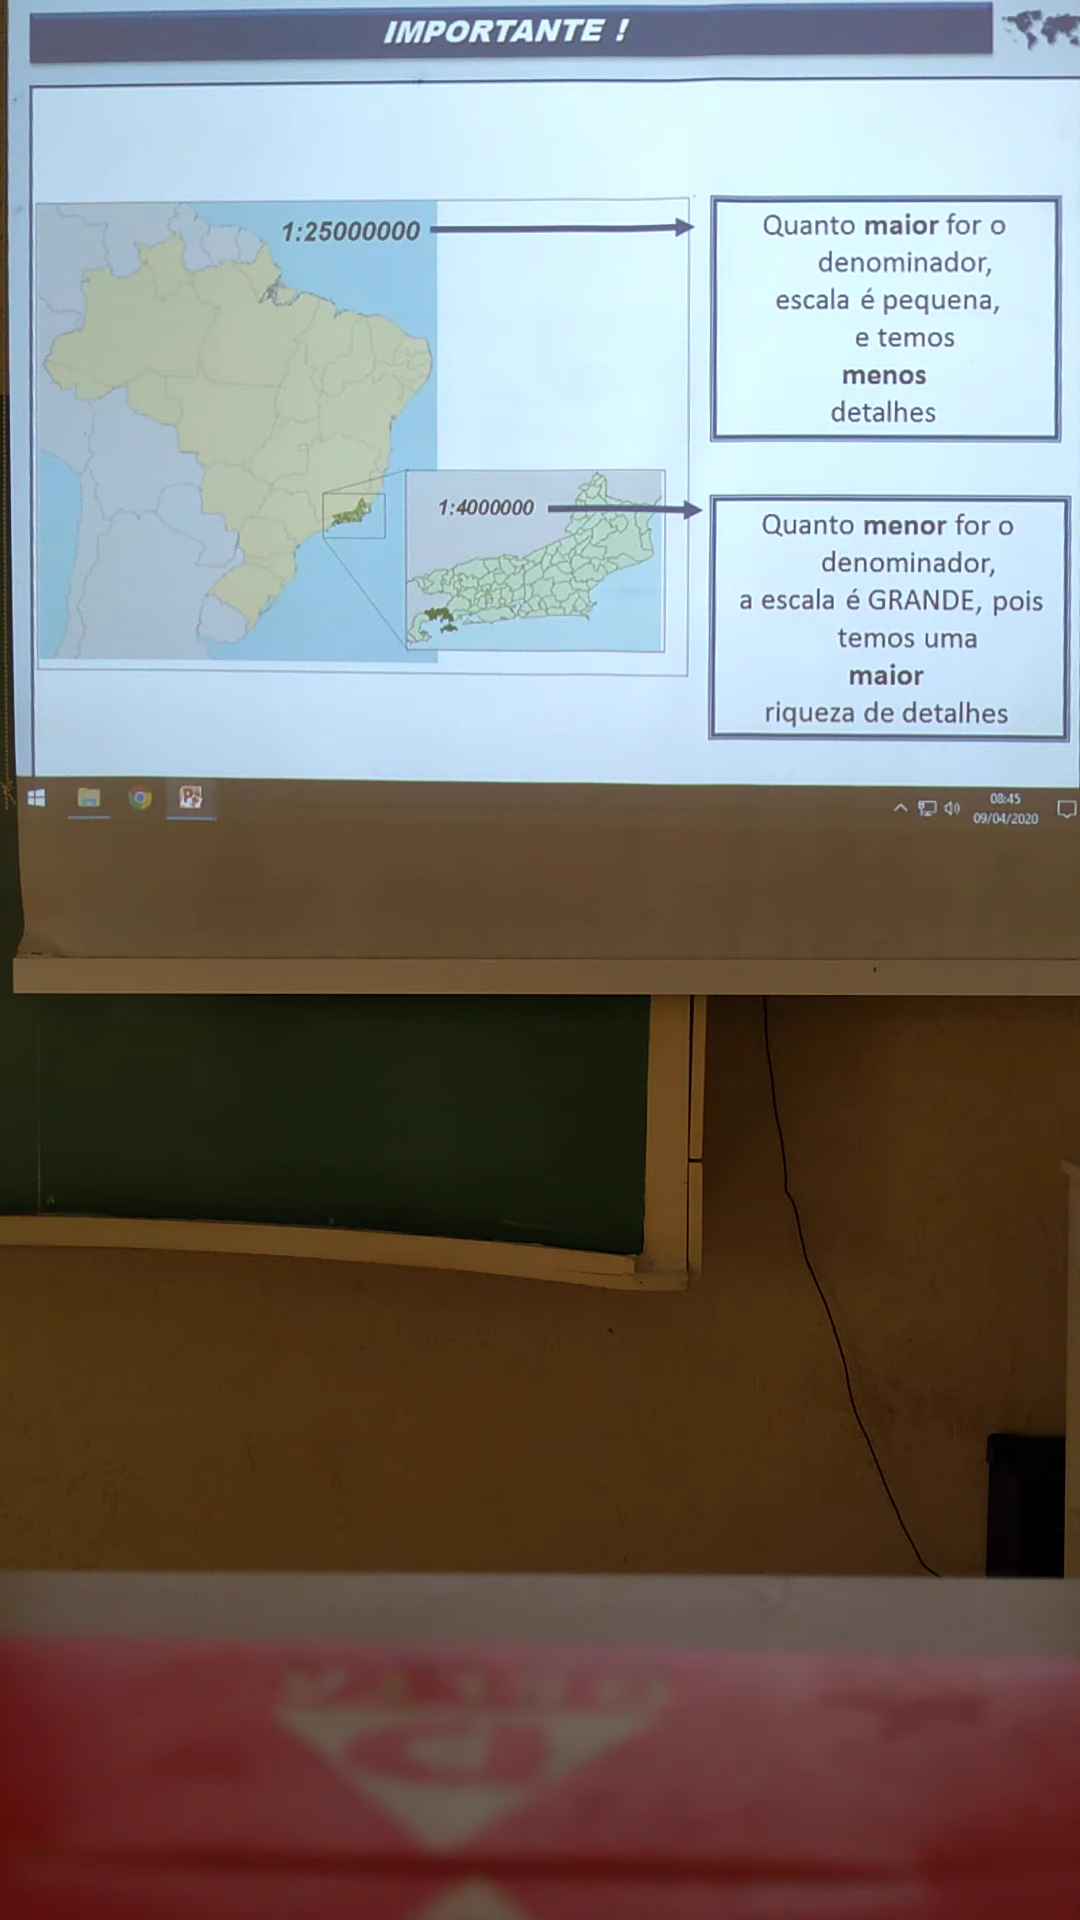 IMPORTANTE !
1:25000000
Quanto maior for o
denominador,
escala é pequena,
e temos
menos
detalhes
1:4000000
Quanto menor for o
denominador,
a escala é GRANDE, pois
temos uma
maior
riqueza de detalhes
08:45
09/04/2020